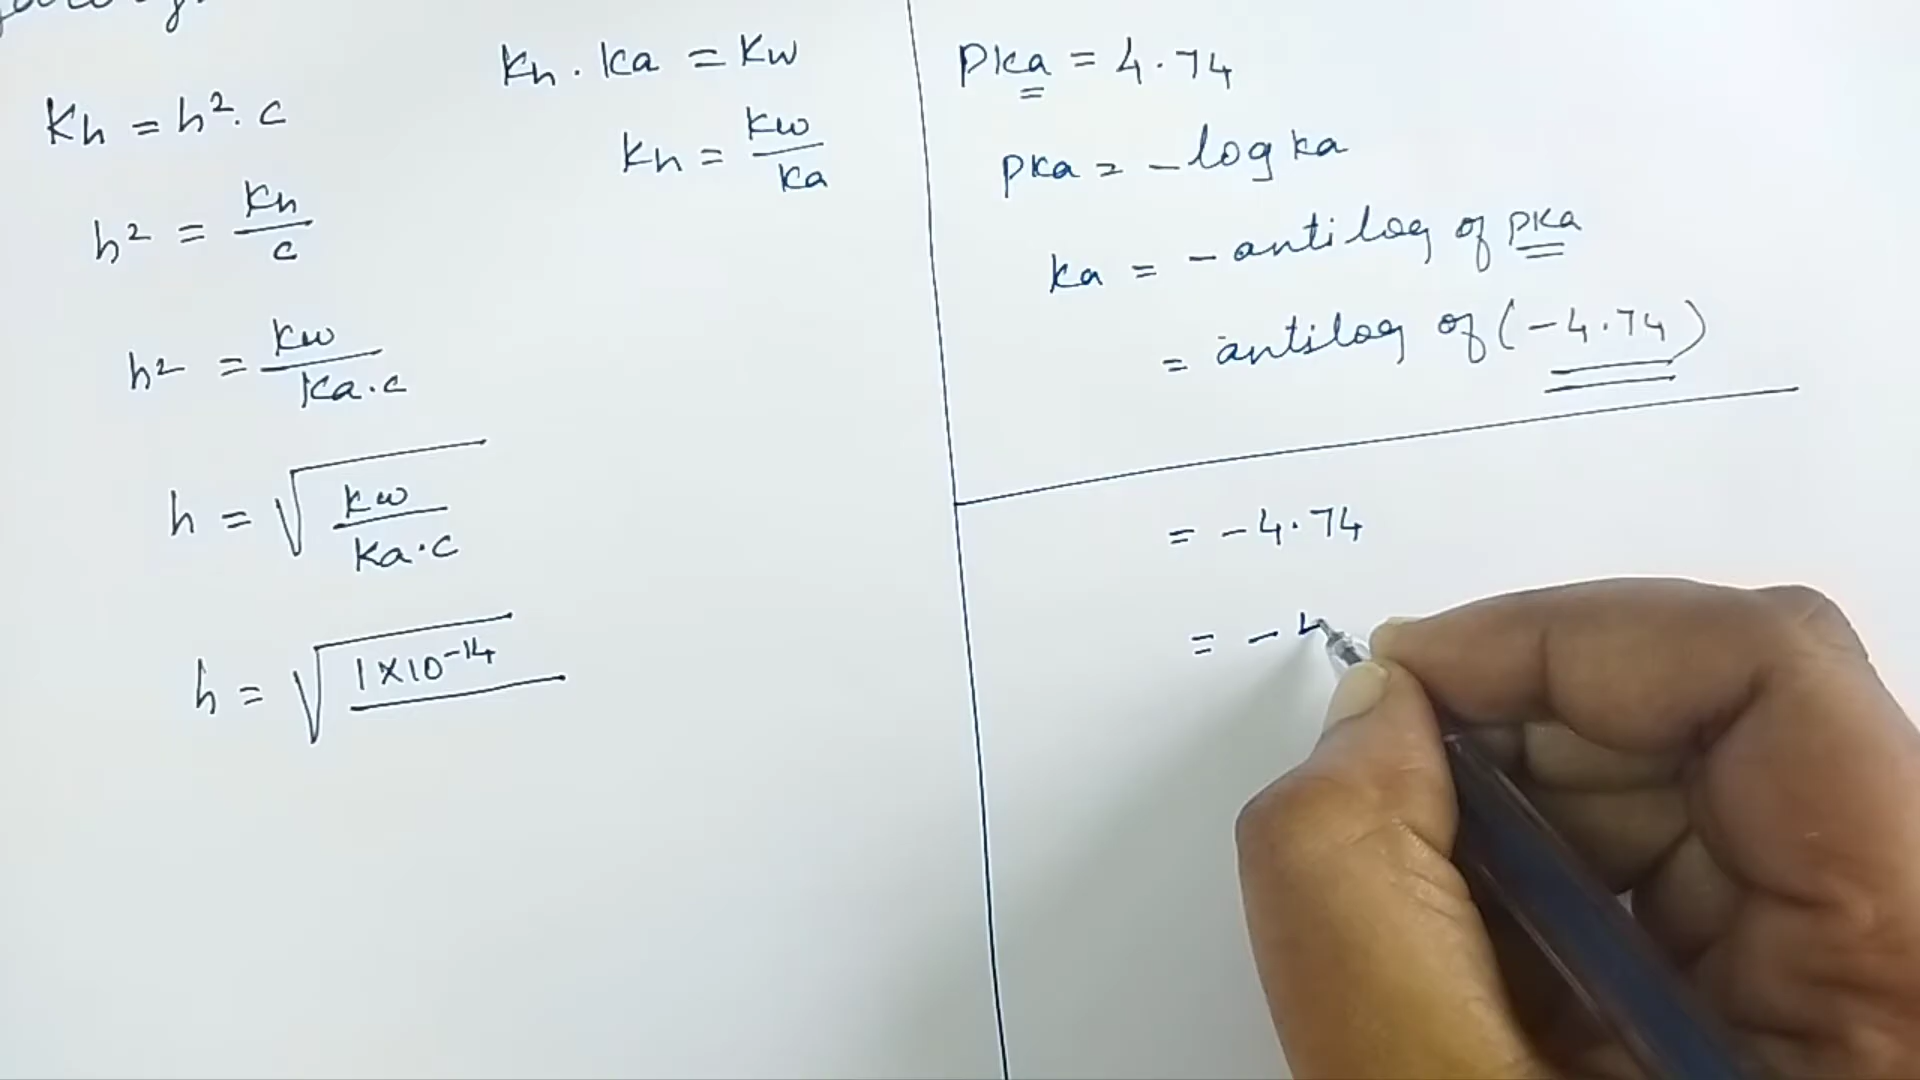 Kh = h². c
h² = Kh / c
h² = Kw / Ka.c
h = √ Kw / Ka.c
h = √ 1×10⁻¹⁴
Kh . Ka = Kw
Kh = Kw / Ka
PKa = 4.74
PKa = - log Ka
Ka = - antilog of PKa
= antilog of (-4.74)
= - 4.74
= - 4